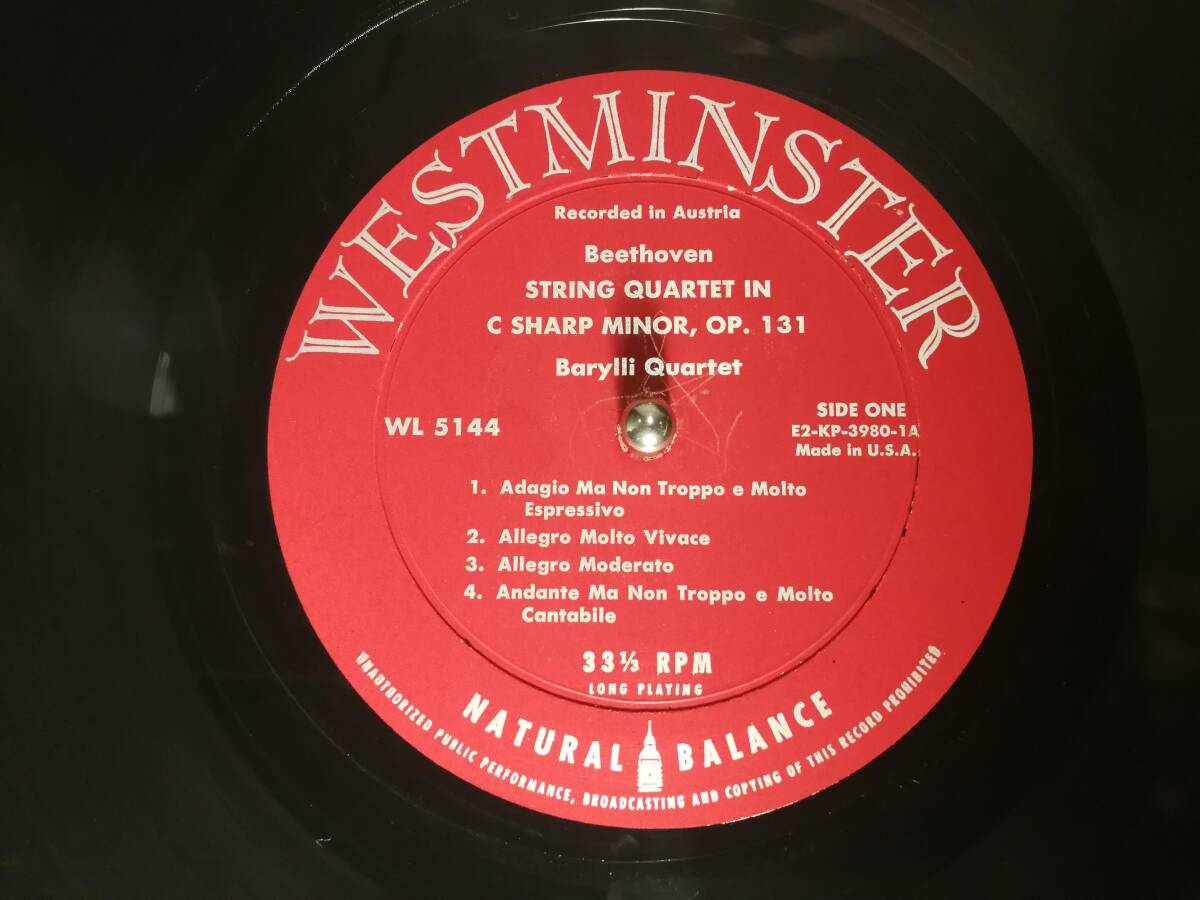 WESTMINSTER
Recorded in Austria
Beethoven
STRING QUARTET IN
C SHARP MINOR, OP. 131
Barylli Quartet
WL 5144
SIDE ONE
E2-KP-3980-1A
Made in U.S.A.
1. Adagio Ma Non Troppo e Molto
Espressivo
2. Allegro Molto Vivace
3. Allegro Moderato
4. Andante Ma Non Troppo e Molto
Cantabile
33⅓ RPM
LONG PLAYING
NATURAL BALANCE
UNAUTHORIZED PUBLIC PERFORMANCE, BROADCASTING AND COPYING OF THIS RECORD PROHIBITED